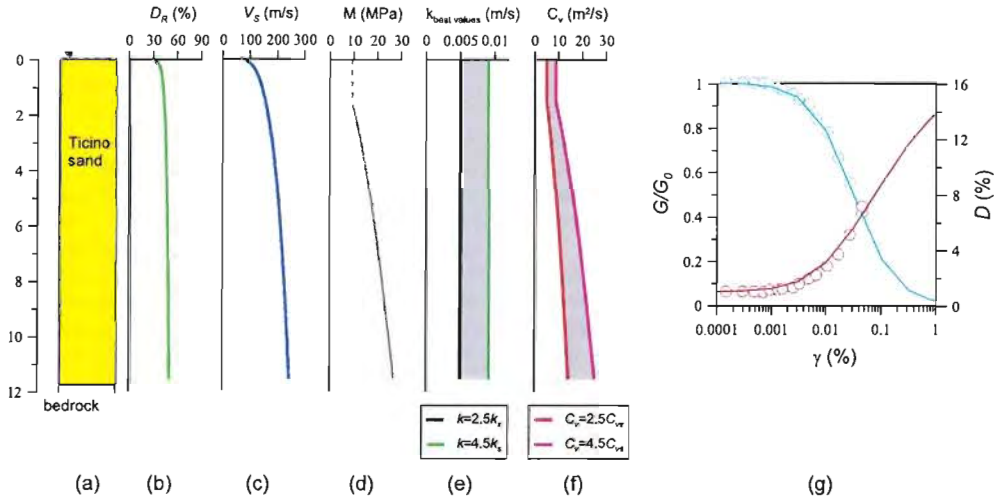 D_R (%)
0 30 60 90
V_S (m/s)
0 100 200 300
M (MPa)
0 10 20 30
k_best values (m/s)
0 0.005 0.01
C_v (m²/s)
0 10 20 30
0
2
4
6
8
10
12
Ticino
sand
bedrock
k=2.5k_s
k=4.5k_s
C_v=2.5C_vs
C_v=4.5C_vs
1
0.8
0.6
0.4
0.2
0
G/G_0
16
12
8
4
0
D (%)
0.0001 0.001 0.01 0.1 1
γ (%)
(a) (b) (c) (d) (e) (f) (g)